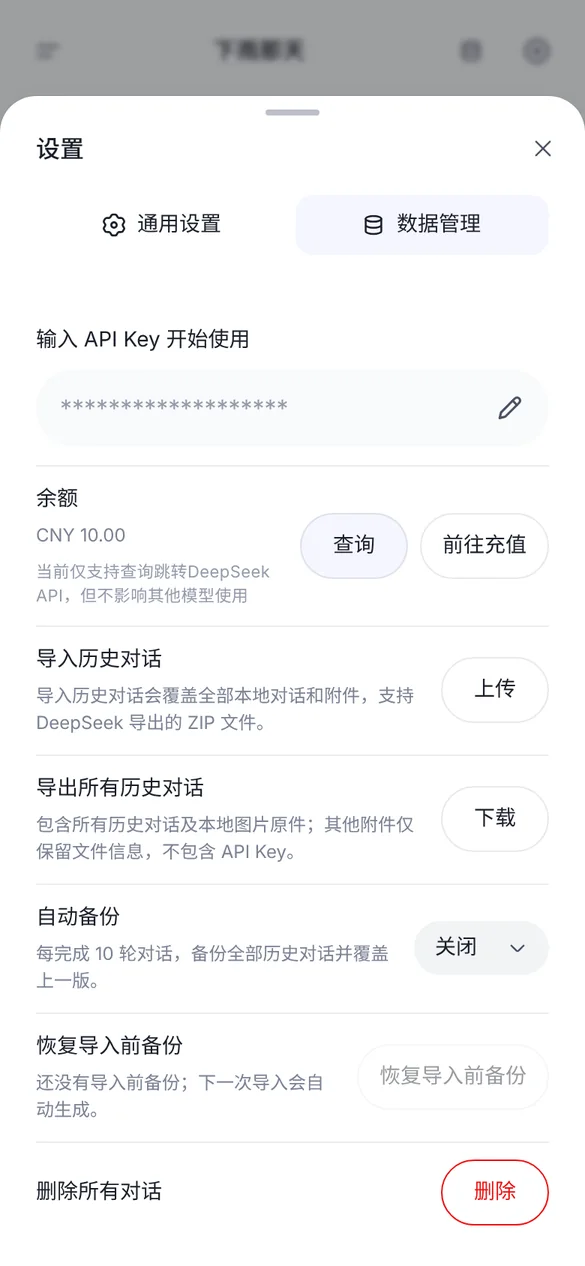 下雨那天
设置
通用设置
数据管理
输入 API Key 开始使用
*******************
余额
CNY 10.00
当前仅支持查询跳转DeepSeek
API，但不影响其他模型使用
查询
前往充值
导入历史对话
导入历史对话会覆盖全部本地对话和附件，支持
DeepSeek 导出的 ZIP 文件。
上传
导出所有历史对话
包含所有历史对话及本地图片原件；其他附件仅
保留文件信息，不包含 API Key。
下载
自动备份
每完成 10 轮对话，备份全部历史对话并覆盖
上一版。
关闭
恢复导入前备份
还没有导入前备份；下一次导入会自
动生成。
恢复导入前备份
删除所有对话
删除